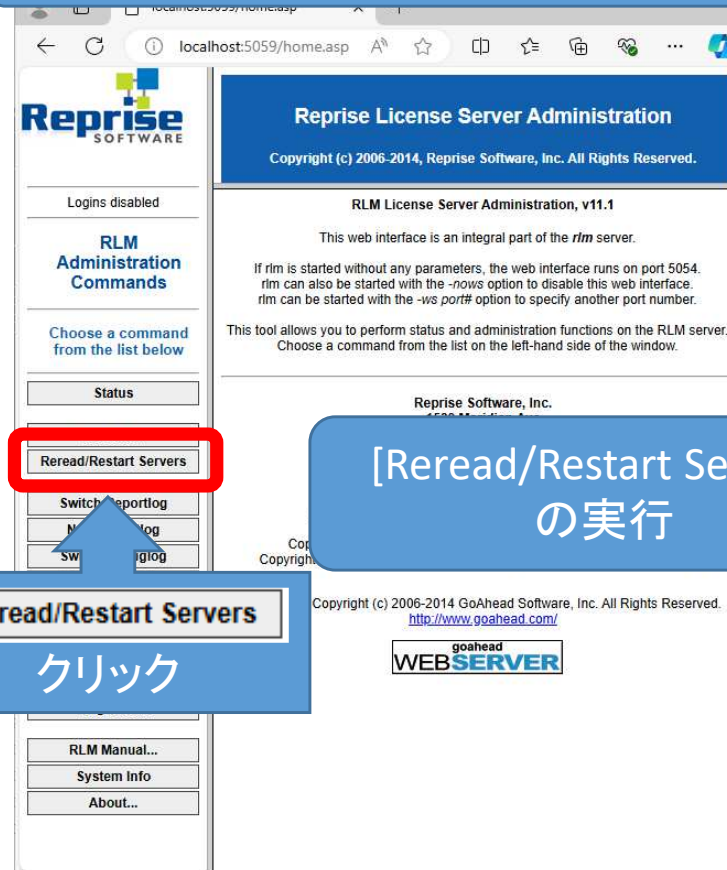 localhost:5059/home.asp
localhost:5059/home.asp
Reprise
SOFTWARE
Reprise License Server Administration
Copyright (c) 2006-2014, Reprise Software, Inc. All Rights Reserved.
Logins disabled
RLM
Administration
Commands
Choose a command
from the list below
Status
Reread/Restart Servers
Switch Reportlog
RLM License Server Administration, v11.1
This web interface is an integral part of the rlm server.
If rlm is started without any parameters, the web interface runs on port 5054.
rlm can also be started with the -nows option to disable this web interface.
rlm can be started with the -ws port# option to specify another port number.
This tool allows you to perform status and administration functions on the RLM server.
Choose a command from the list on the left-hand side of the window.
Reprise Software, Inc.
[Reread/Restart Se
の実行
Copyright
Copyright (c) 2006-2014 GoAhead Software, Inc. All Rights Reserved.
http://www.goahead.com/
goahead
WEBSERVER
read/Restart Servers
クリック
RLM Manual...
System Info
About...